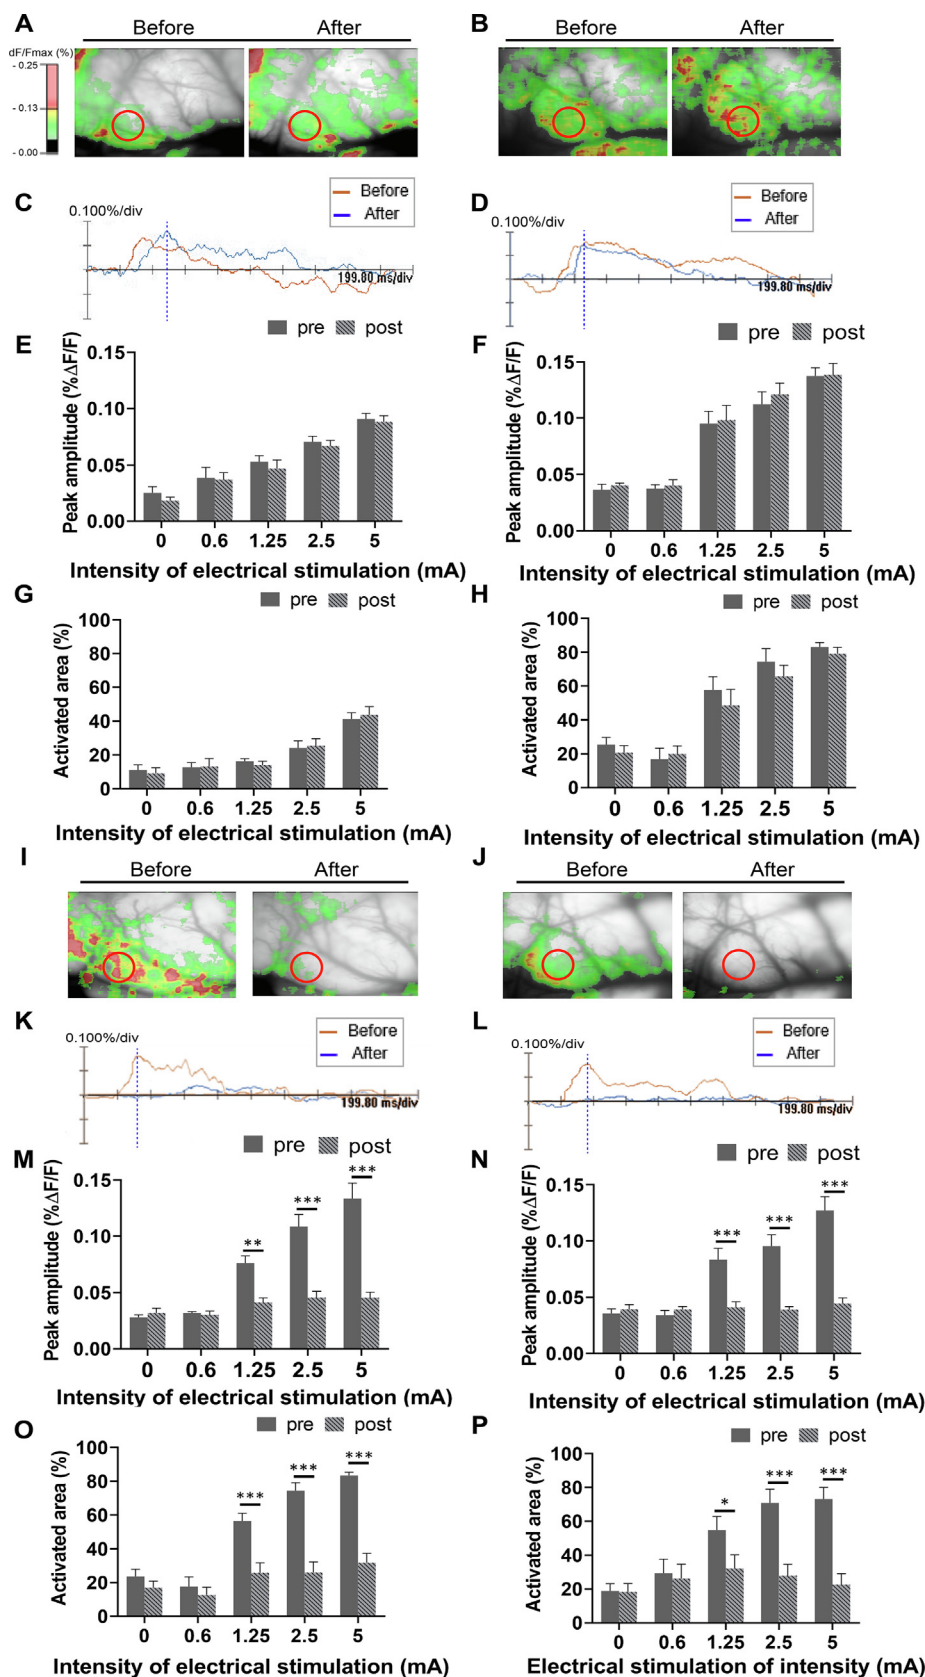 A
Before
After
dF/Fmax (%)
- 0.25
- 0.13
- 0.00
B
Before
After
C
0.100%/div
Before
After
199.80 ms/div
D
0.100%/div
Before
After
199.80 ms/div
E
pre
post
Peak amplitude (%ΔF/F)
0.15
0.10
0.05
0.00
0
0.6
1.25
2.5
5
Intensity of electrical stimulation (mA)
F
pre
post
Peak amplitude (%ΔF/F)
0.15
0.10
0.05
0.00
0
0.6
1.25
2.5
5
Intensity of electrical stimulation (mA)
G
pre
post
Activated area (%)
100
80
60
40
20
0
0
0.6
1.25
2.5
5
Intensity of electrical stimulation (mA)
H
pre
post
Activated area (%)
100
80
60
40
20
0
0
0.6
1.25
2.5
5
Intensity of electrical stimulation (mA)
I
Before
After
J
Before
After
K
0.100%/div
Before
After
199.80 ms/div
L
0.100%/div
Before
After
199.80 ms/div
M
pre
post
Peak amplitude (%ΔF/F)
0.15
0.10
0.05
0.00
**
***
***
0
0.6
1.25
2.5
5
Intensity of electrical stimulation (mA)
N
pre
post
Peak amplitude (%ΔF/F)
0.15
0.10
0.05
0.00
***
***
***
0
0.6
1.25
2.5
5
Intensity of electrical stimulation (mA)
O
pre
post
Activated area (%)
100
80
60
40
20
0
***
***
***
0
0.6
1.25
2.5
5
Intensity of electrical stimulation (mA)
P
pre
post
Activated area (%)
100
80
60
40
20
0
*
***
***
0
0.6
1.25
2.5
5
Electrical stimulation of intensity (mA)